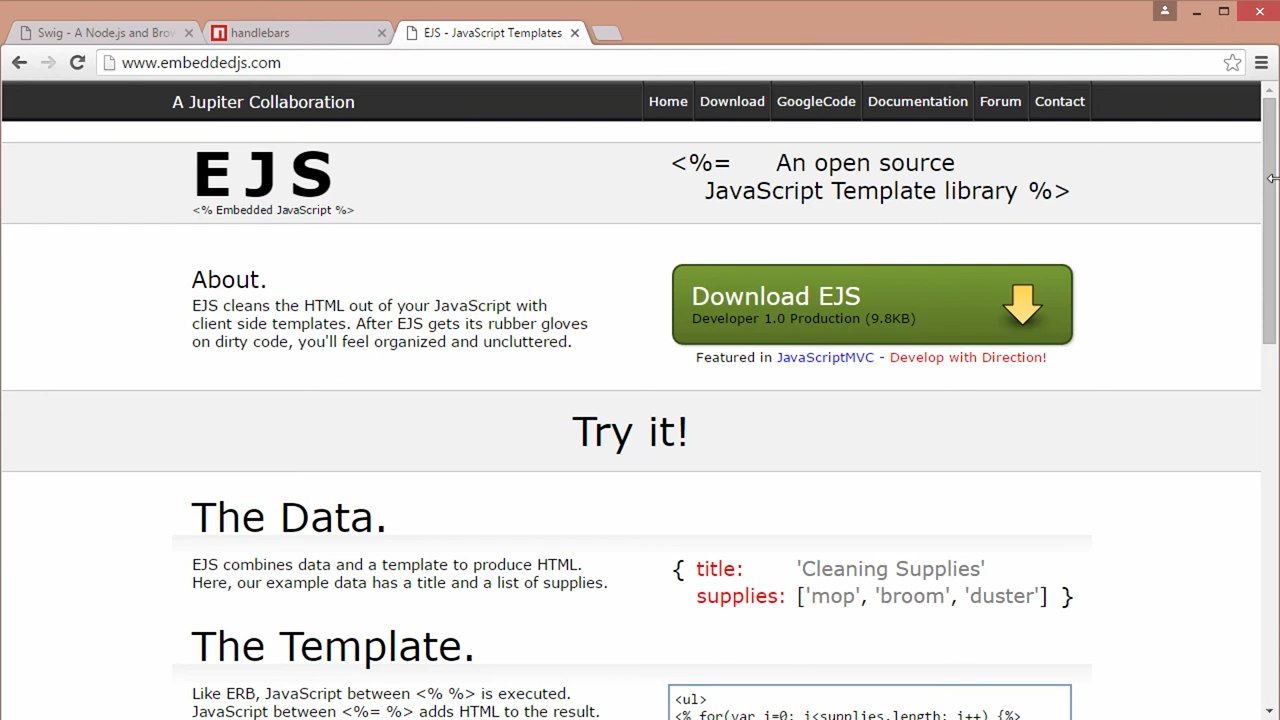 Swig - A Node.js and Brow
handlebars
EJS - JavaScript Templates
www.embeddedjs.com
A Jupiter Collaboration
Home
Download
GoogleCode
Documentation
Forum
Contact
EJS
<% Embedded JavaScript %>
<%= An open source
JavaScript Template library %>
About.
EJS cleans the HTML out of your JavaScript with
client side templates. After EJS gets its rubber gloves
on dirty code, you'll feel organized and uncluttered.
Download EJS
Developer 1.0 Production (9.8KB)
Featured in JavaScriptMVC - Develop with Direction!
Try it!
The Data.
EJS combines data and a template to produce HTML.
Here, our example data has a title and a list of supplies.
{ title: 'Cleaning Supplies'
supplies: ['mop', 'broom', 'duster'] }
The Template.
Like ERB, JavaScript between <% %> is executed.
JavaScript between <%= %> adds HTML to the result.
<ul>
<% for(var i=0; i<supplies.length; i++) {%>